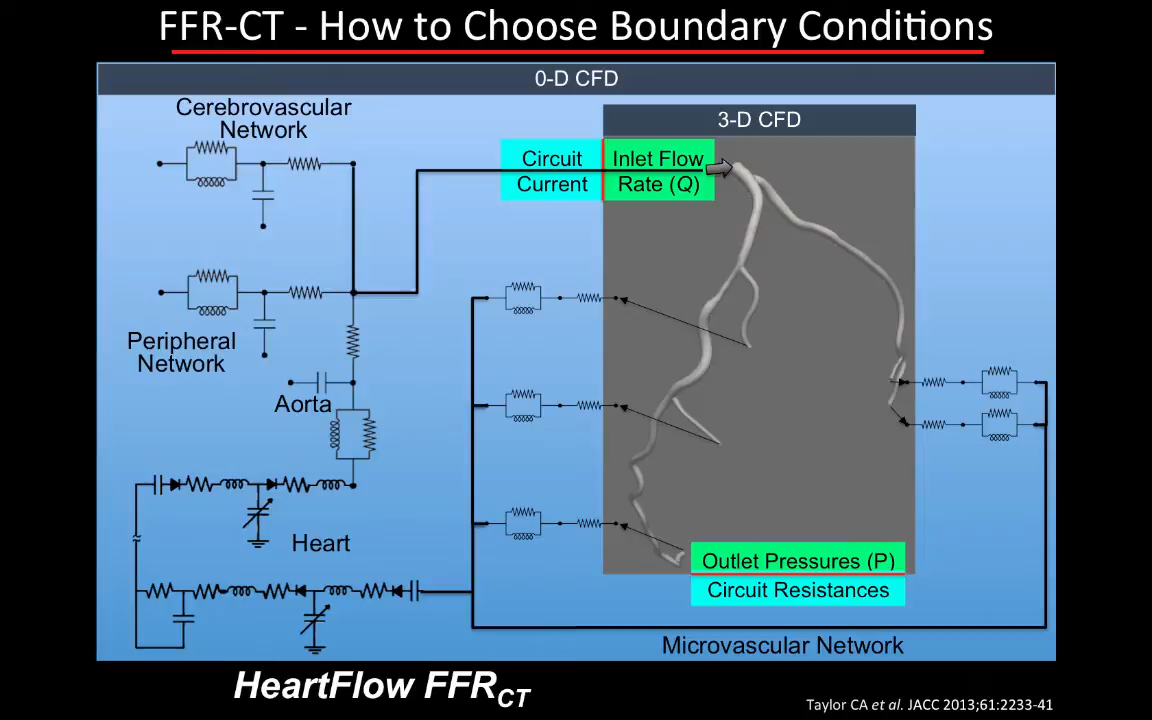 FFR-CT - How to Choose Boundary Conditions
0-D CFD
Cerebrovascular
Network
3-D CFD
Circuit
Current
Inlet Flow
Rate (Q)
Peripheral
Network
Aorta
Heart
Outlet Pressures (P)
Circuit Resistances
Microvascular Network
HeartFlow FFRCT
Taylor CA et al. JACC 2013;61:2233-41